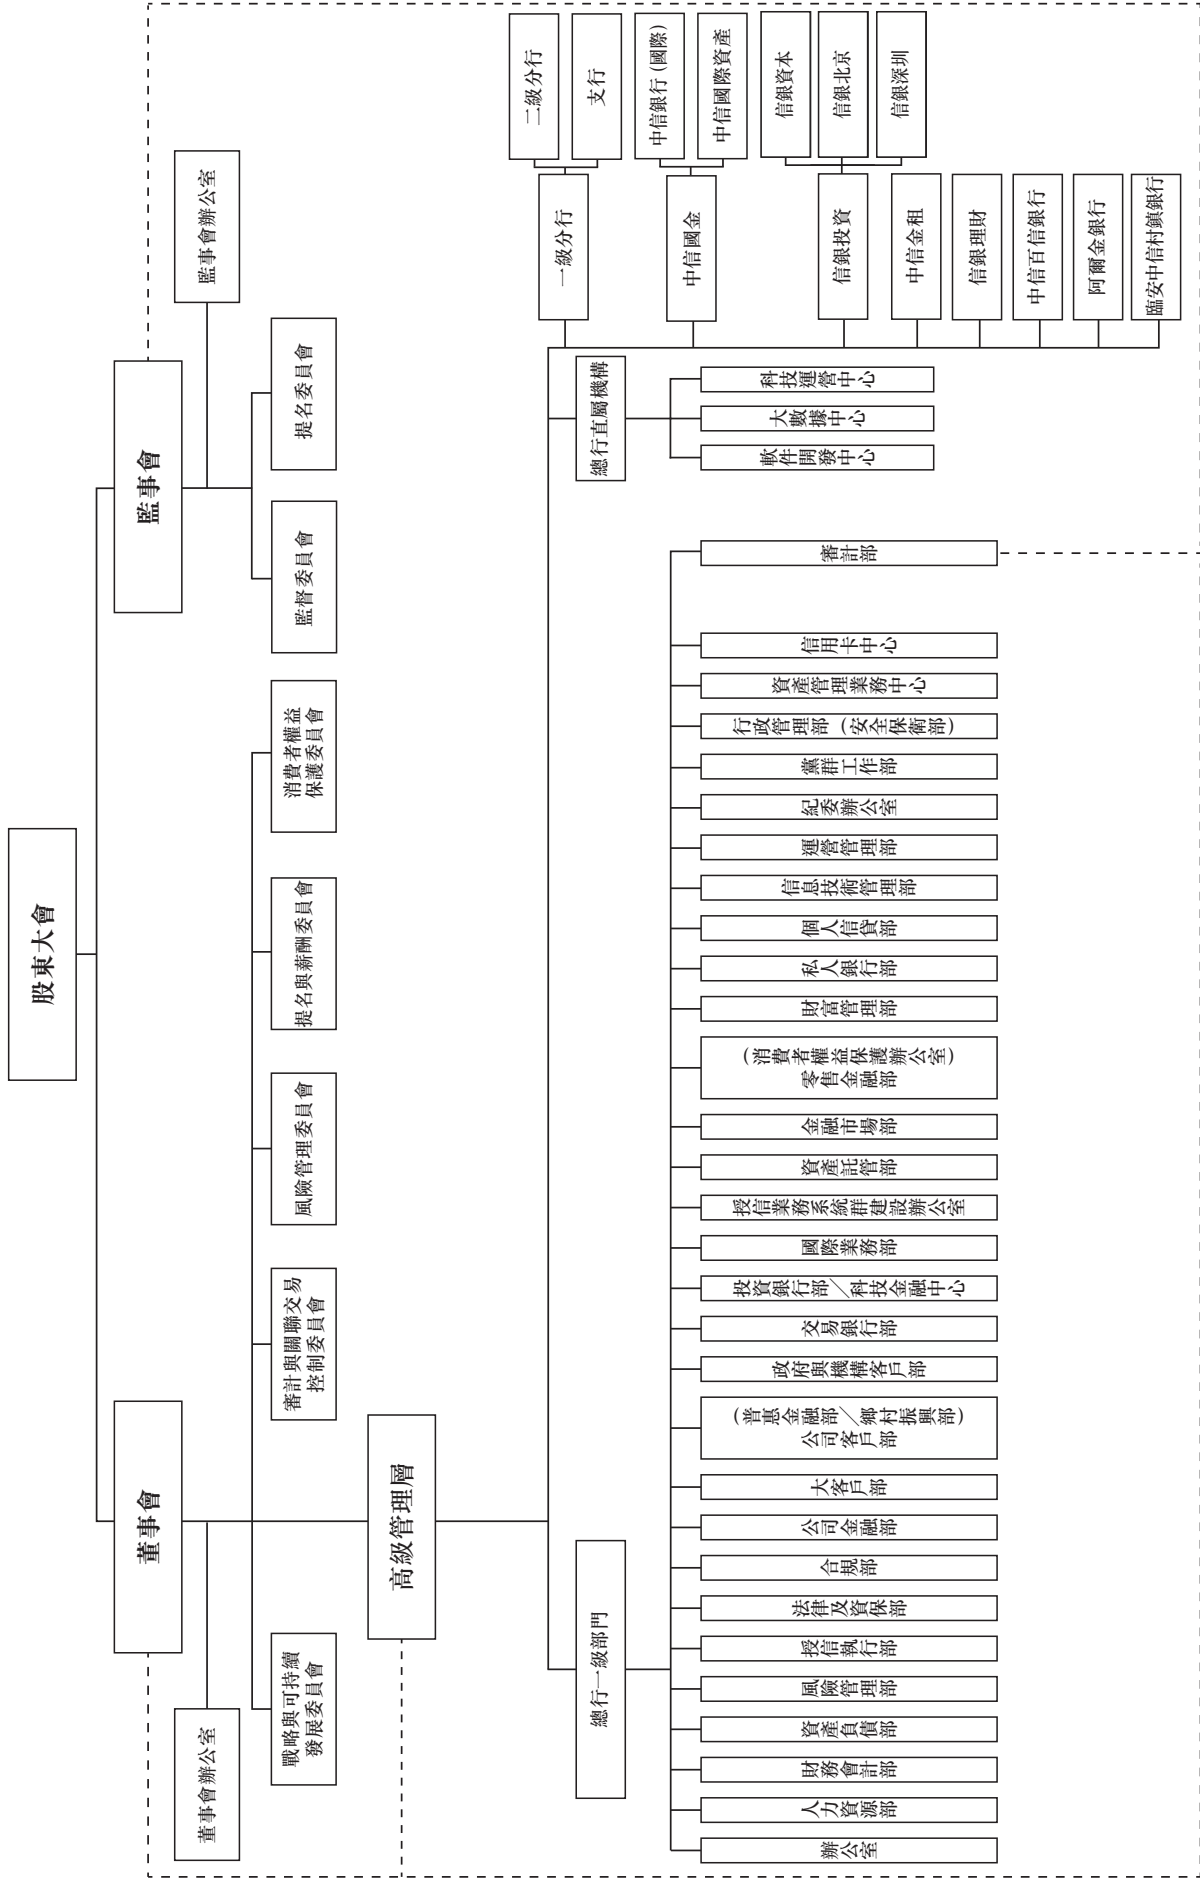 股東大會
董事會
監事會
董事會辦公室
監事會辦公室
戰略與可持續
發展委員會
審計與關聯交易
控制委員會
風險管理委員會
提名與薪酬委員會
消費者權益
保護委員會
監督委員會
提名委員會
高級管理層
總行一級部門
總行直屬機構
一級分行
二級分行
支行
中信國金
中信銀行（國際）
中信國際資產
信銀投資
信銀資本
信銀北京
信銀深圳
中信金租
信銀理財
中信百信銀行
阿爾金銀行
臨安中信村鎮銀行
辦公室
人力資源部
財務會計部
資產負債部
風險管理部
授信執行部
法律及資保部
合規部
公司金融部
大客戶部
公司客戶部
（普惠金融部／鄉村振興部）
政府與機構客戶部
交易銀行部
投資銀行部／科技金融中心
國際業務部
授信業務系統群建設辦公室
資產託管部
金融市場部
零售金融部
（消費者權益保護辦公室）
財富管理部
私人銀行部
個人信貸部
信息技術管理部
運營管理部
紀委辦公室
黨群工作部
行政管理部（安全保衛部）
資產管理業務中心
信用卡中心
審計部
軟件開發中心
大數據中心
科技運營中心